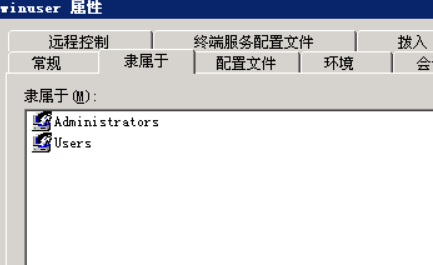 winuser 属性
远程控制 终端服务配置文件 拨入
常规 隶属于 配置文件 环境 会
隶属于(M):
Administrators
Users